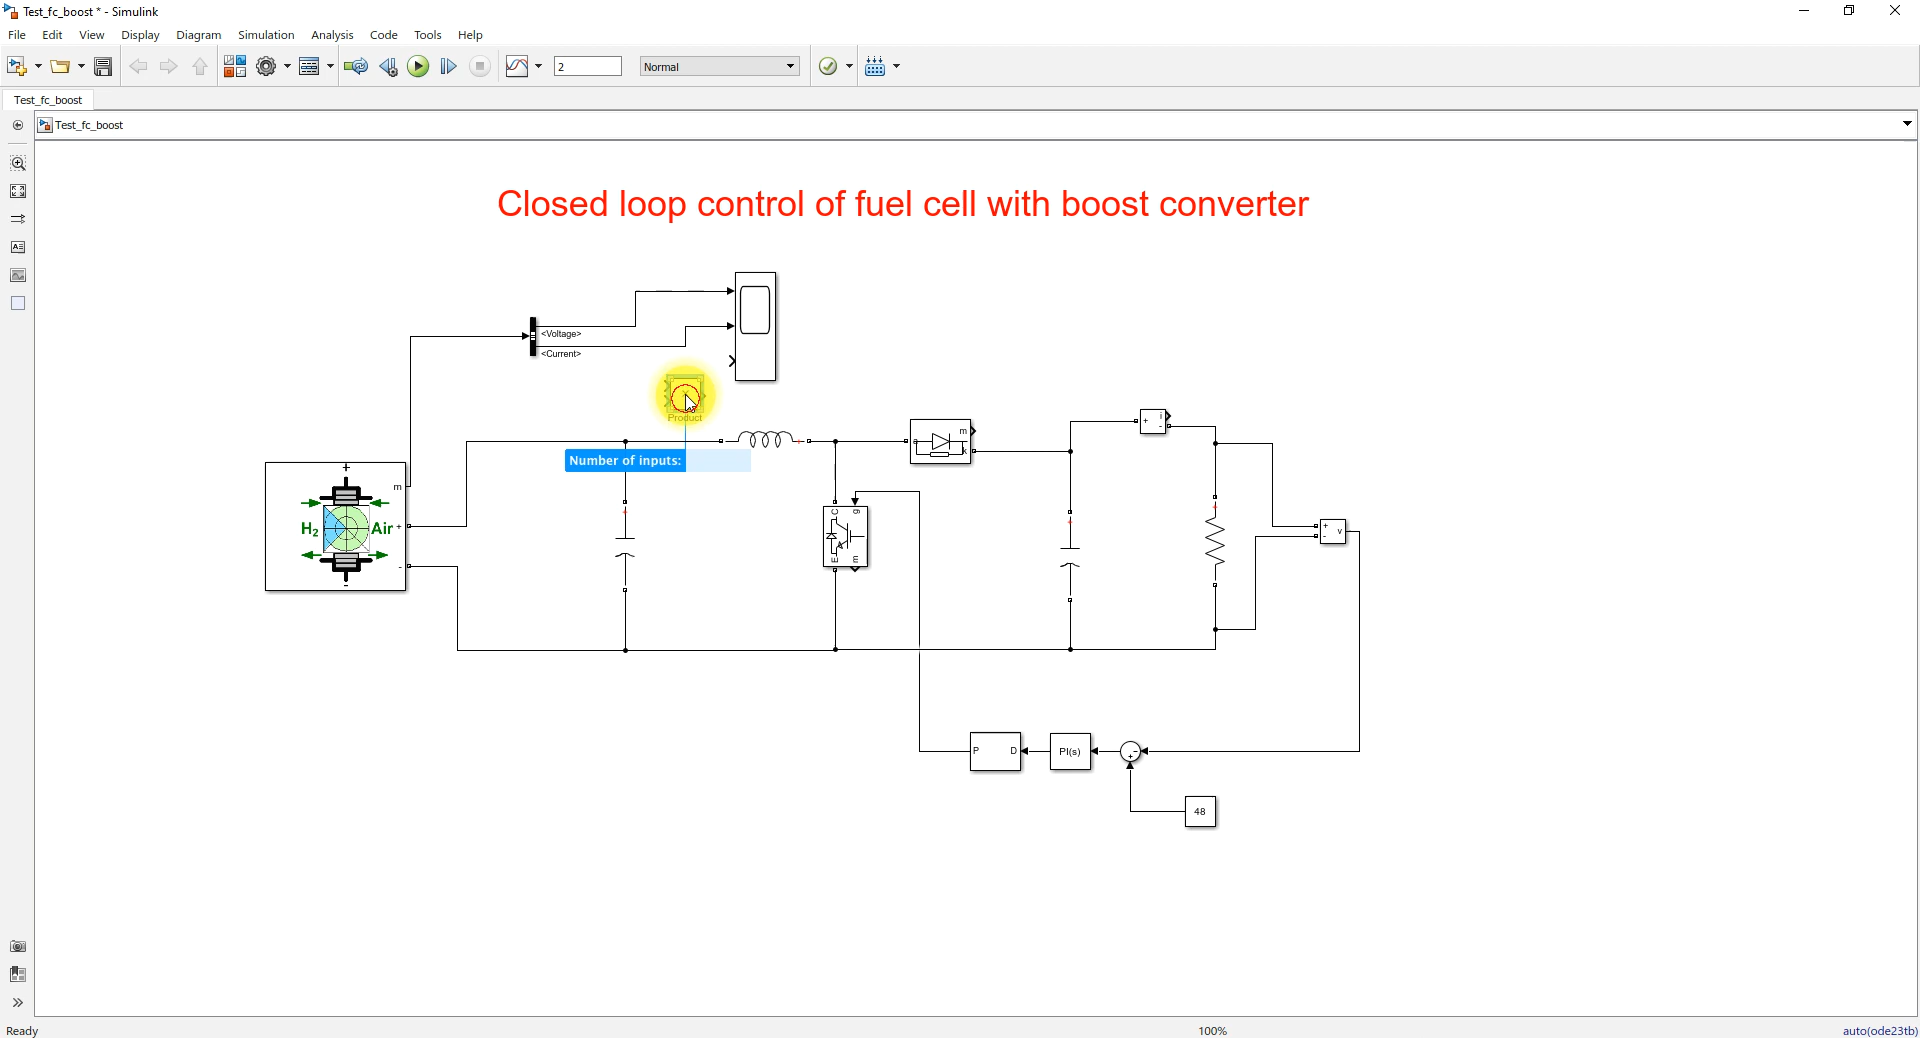 Test_fc_boost * - Simulink
File Edit View Display Diagram Simulation Analysis Code Tools Help
2 Normal
Test_fc_boost
Test_fc_boost
Closed loop control of fuel cell with boost converter
<Voltage>
<Current>
Product
Number of inputs:
+
m
H2 Air +
-
-
a m
k
C g
E m
+ i
-
+ v
-
P D
PI(s)
-
+
48
Ready 100% auto(ode23tb)